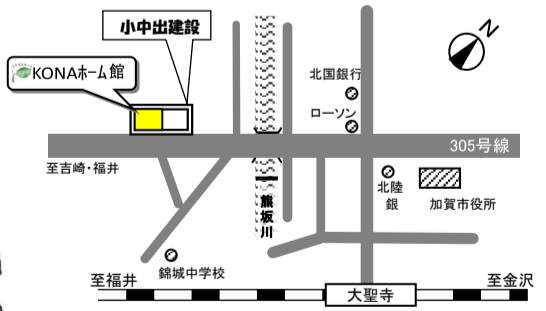 小中出建設
KONAホーム館
北国銀行
ローソン
305号線
至吉崎・福井
熊坂川
北陸
銀
加賀市役所
錦城中学校
至福井
大聖寺
至金沢
N